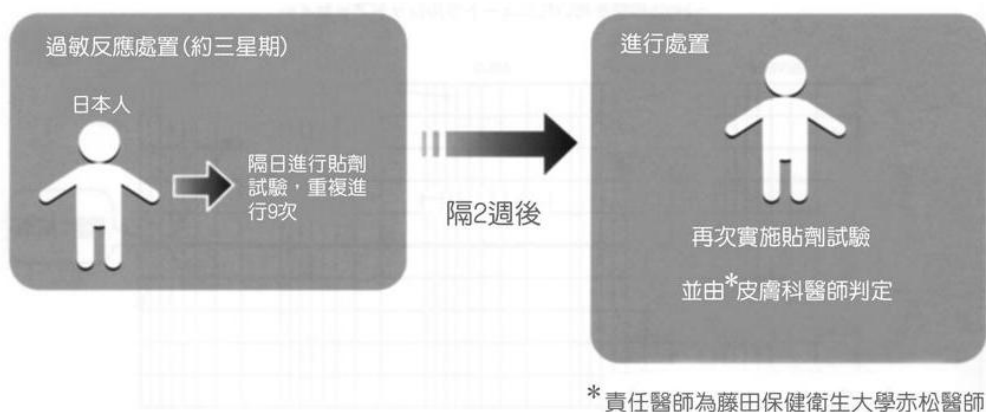 過敏反應處置(約三星期)
日本人
隔日進行貼劑
試驗，重複進
行9次
隔2週後
進行處置
再次實施貼劑試驗
並由*皮膚科醫師判定
*責任醫師為藤田保健衛生大學赤松醫師